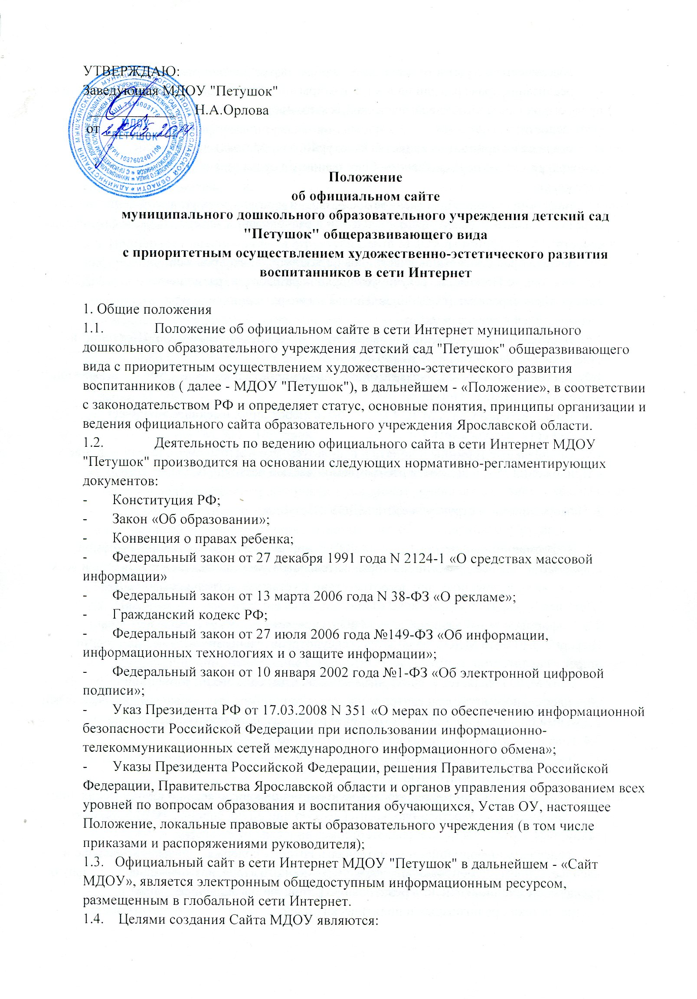 УТВЕРЖДАЮ:
Заведующая МДОУ "Петушок"
Н.А.Орлова
от
МДОУ
ПЕТУШОК
ИНН 7619003176
ОГРН 1037602401108
АДМИНИСТРАЦИЯ МЫШКИНСКОГО МУНИЦИПАЛЬНОГО РАЙОНА ЯРОСЛАВСКОЙ ОБЛАСТИ
Положение
об официальном сайте
муниципального дошкольного образовательного учреждения детский сад
"Петушок" общеразвивающего вида
с приоритетным осуществлением художественно-эстетического развития
воспитанников в сети Интернет
1. Общие положения
1.1. Положение об официальном сайте в сети Интернет муниципального
дошкольного образовательного учреждения детский сад "Петушок" общеразвивающего
вида с приоритетным осуществлением художественно-эстетического развития
воспитанников ( далее - МДОУ "Петушок"), в дальнейшем - «Положение», в соответствии
с законодательством РФ и определяет статус, основные понятия, принципы организации и
ведения официального сайта образовательного учреждения Ярославской области.
1.2. Деятельность по ведению официального сайта в сети Интернет МДОУ
"Петушок" производится на основании следующих нормативно-регламентирующих
документов:
- Конституция РФ;
- Закон «Об образовании»;
- Конвенция о правах ребенка;
- Федеральный закон от 27 декабря 1991 года N 2124-1 «О средствах массовой
информации»
- Федеральный закон от 13 марта 2006 года N 38-ФЗ «О рекламе»;
- Гражданский кодекс РФ;
- Федеральный закон от 27 июля 2006 года №149-ФЗ «Об информации,
информационных технологиях и о защите информации»;
- Федеральный закон от 10 января 2002 года №1-ФЗ «Об электронной цифровой
подписи»;
- Указ Президента РФ от 17.03.2008 N 351 «О мерах по обеспечению информационной
безопасности Российской Федерации при использовании информационно-
телекоммуникационных сетей международного информационного обмена»;
- Указы Президента Российской Федерации, решения Правительства Российской
Федерации, Правительства Ярославской области и органов управления образованием всех
уровней по вопросам образования и воспитания обучающихся, Устав ОУ, настоящее
Положение, локальные правовые акты образовательного учреждения (в том числе
приказами и распоряжениями руководителя);
1.3. Официальный сайт в сети Интернет МДОУ "Петушок" в дальнейшем - «Сайт
МДОУ», является электронным общедоступным информационным ресурсом,
размещенным в глобальной сети Интернет.
1.4. Целями создания Сайта МДОУ являются: